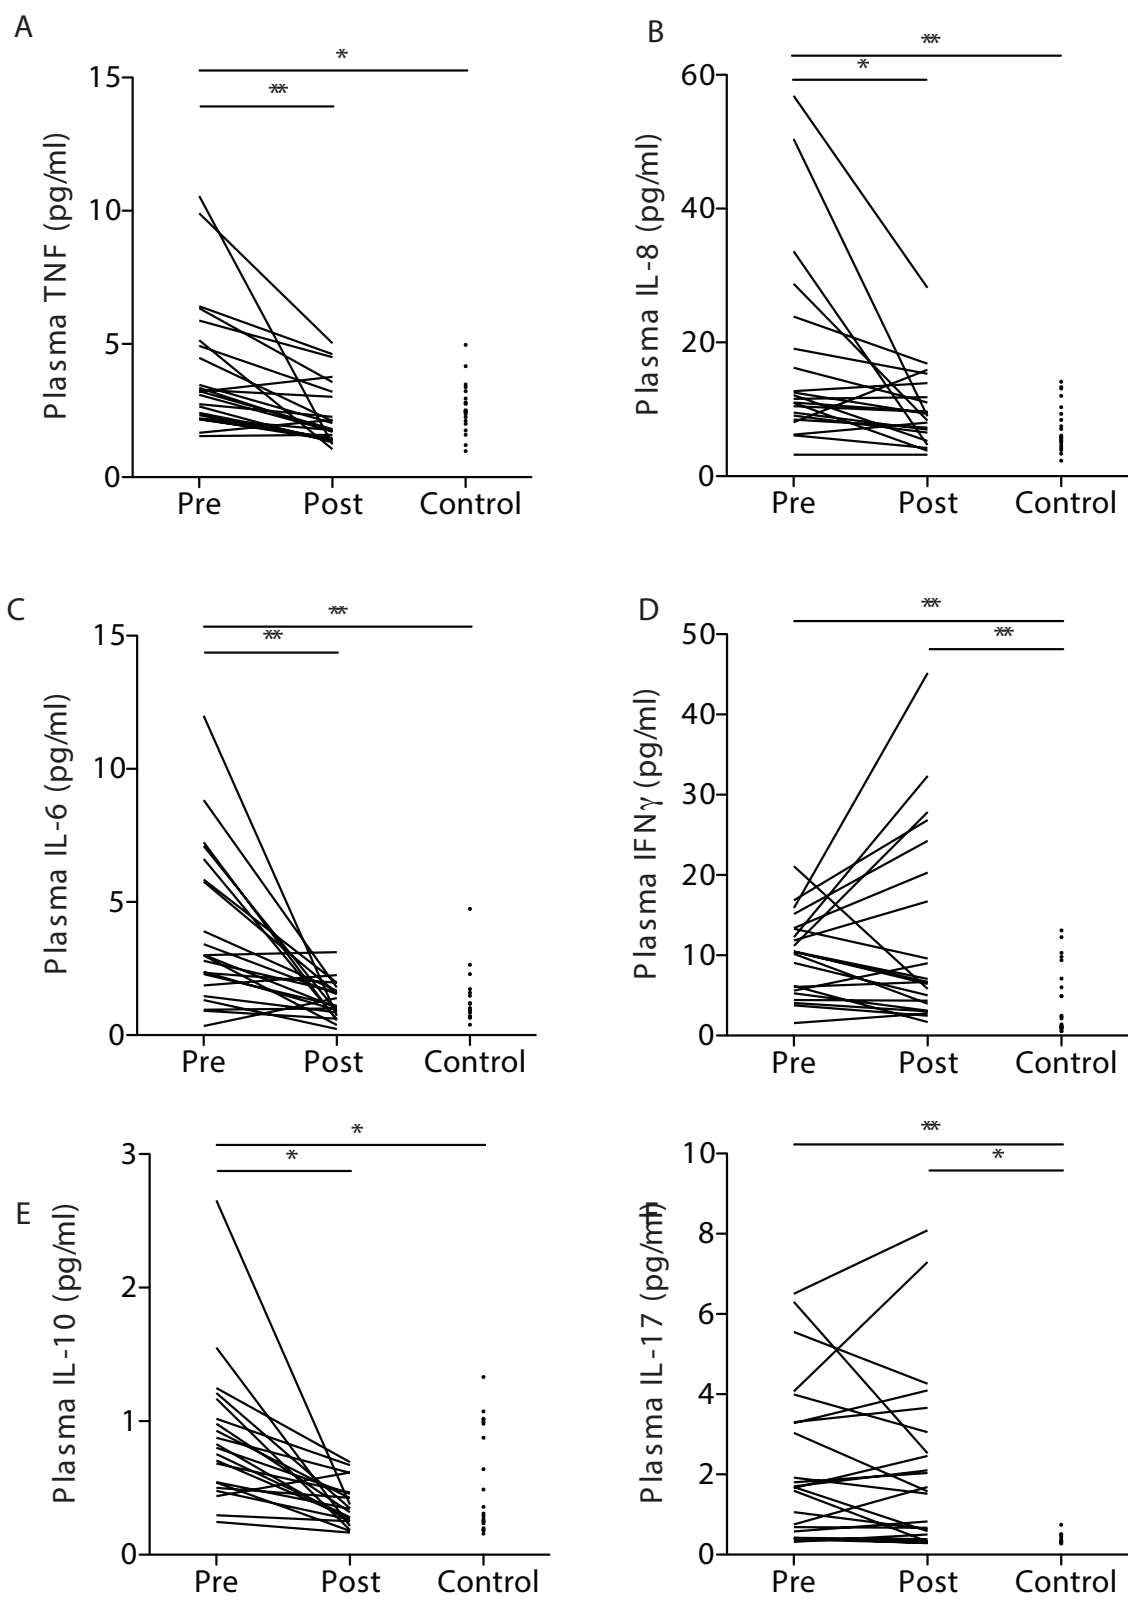 A
Plasma TNF (pg/ml)
*
**
15
10
5
0
Pre Post Control
B
Plasma IL-8 (pg/ml)
**
*
60
40
20
0
Pre Post Control
C
Plasma IL-6 (pg/ml)
**
**
15
10
5
0
Pre Post Control
D
Plasma IFNγ (pg/ml)
**
**
50
40
30
20
10
0
Pre Post Control
E
Plasma IL-10 (pg/ml)
*
*
3
2
1
0
Pre Post Control
F
Plasma IL-17 (pg/ml)
**
*
10
8
6
4
2
0
Pre Post Control